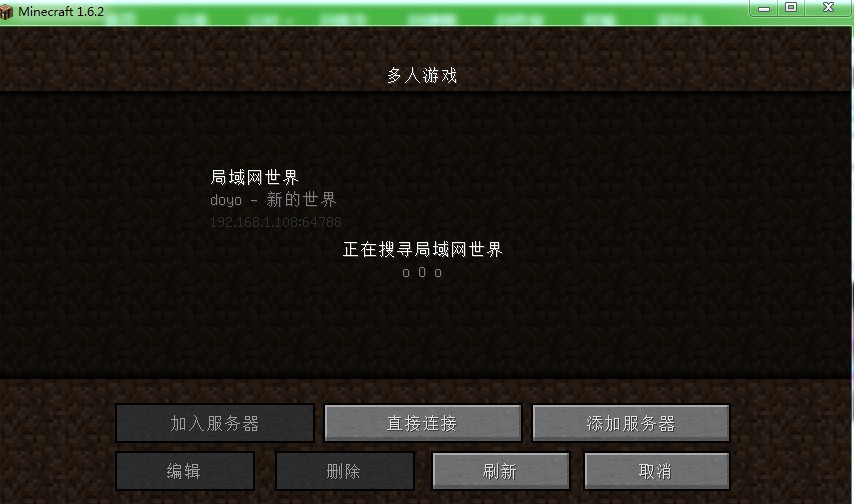 Minecraft 1.6.2
多人游戏
局域网世界
doyo - 新的世界
192.168.1.108:64788
正在搜寻局域网世界
o O o
加入服务器 直接连接 添加服务器
编辑 删除 刷新 取消